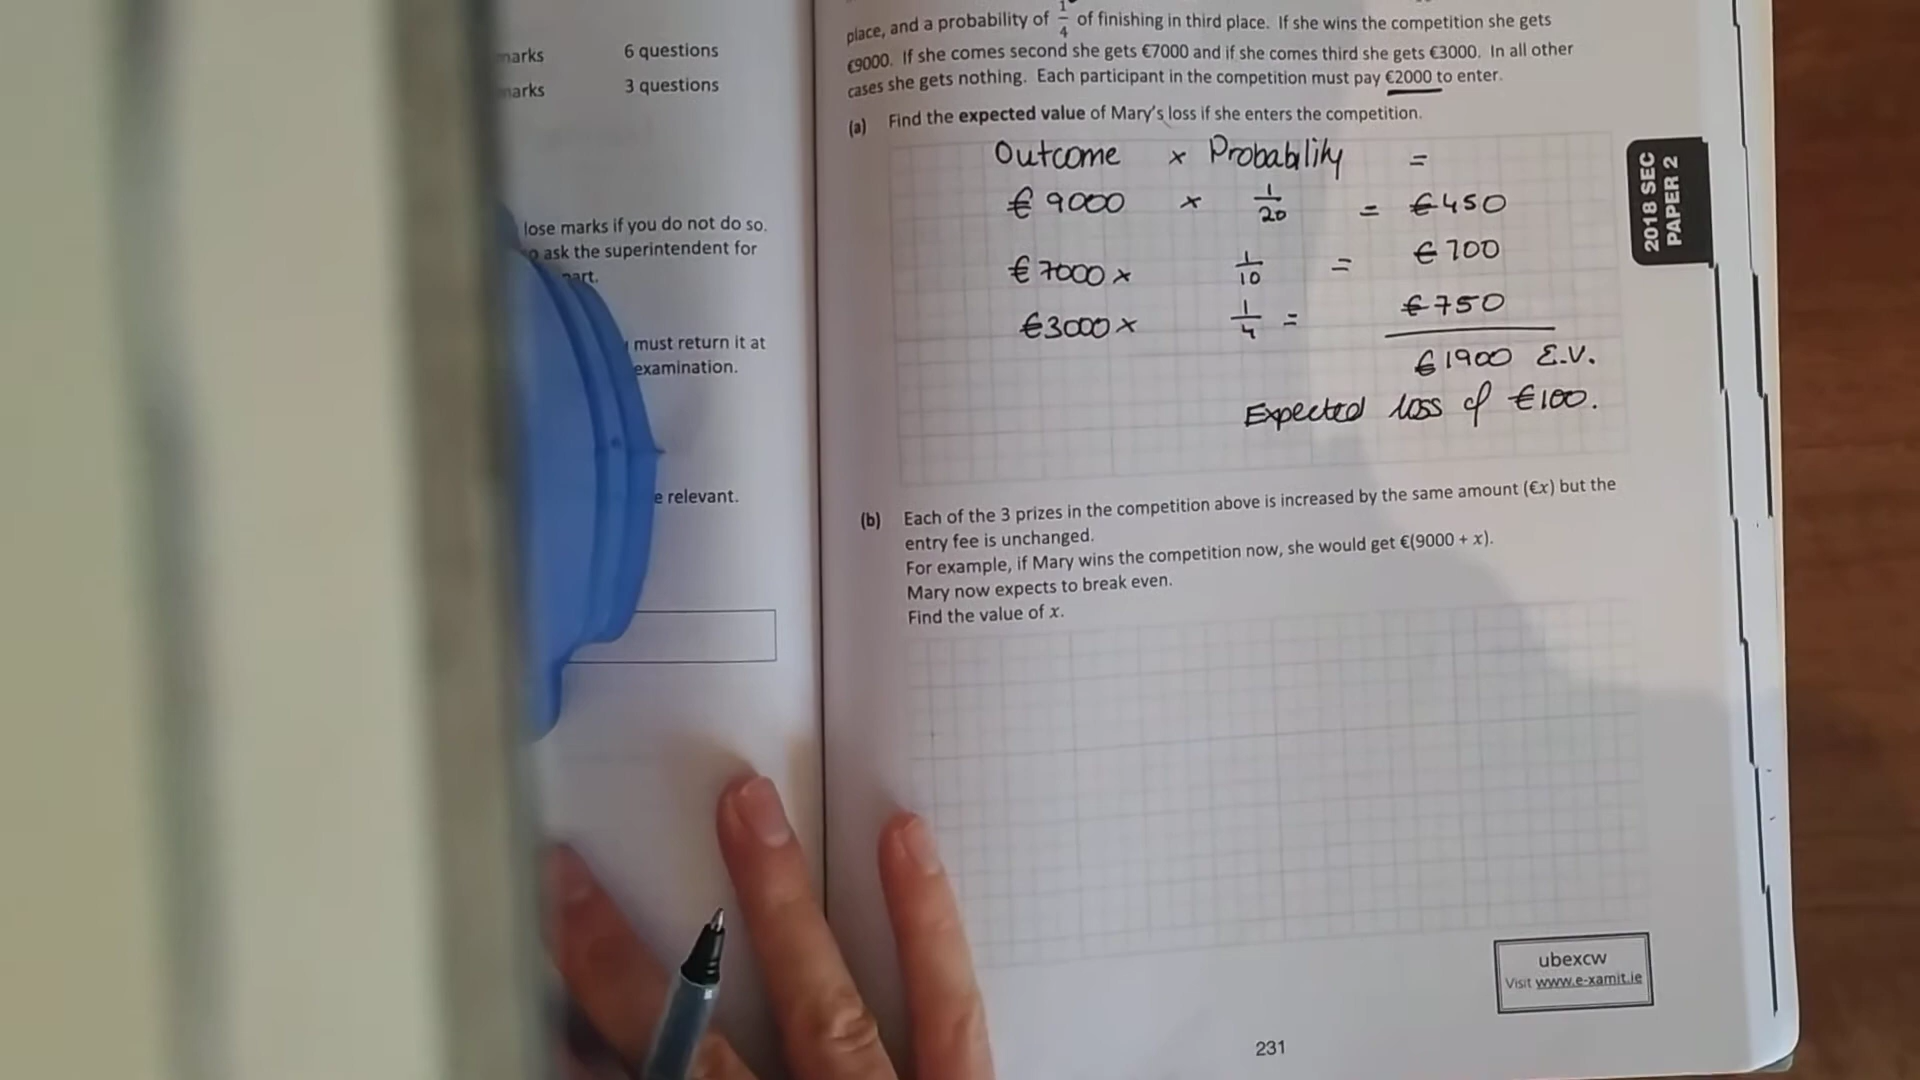 marks 6 questions
marks 3 questions
lose marks if you do not do so.
ask the superintendent for
part.
must return it at
examination.
e relevant.
place, and a probability of 1/4 of finishing in third place. If she wins the competition she gets
€9000. If she comes second she gets €7000 and if she comes third she gets €3000. In all other
cases she gets nothing. Each participant in the competition must pay €2000 to enter.
(a) Find the expected value of Mary's loss if she enters the competition.
Outcome × Probability =
€9000 × 1/20 = €450
€7000 × 1/10 = €700
€3000 × 1/4 = €750
€1900 E.V.
Expected loss of €100.
(b) Each of the 3 prizes in the competition above is increased by the same amount (€x) but the
entry fee is unchanged.
For example, if Mary wins the competition now, she would get €(9000 + x).
Mary now expects to break even.
Find the value of x.
2018 SEC
PAPER 2
ubexcw
Visit www.e-xamit.ie
231